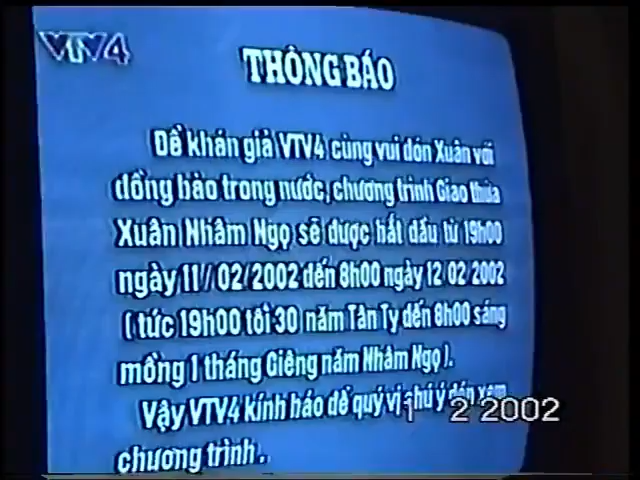 VTV4
THÔNG BÁO
Để khán giả VTV4 cùng vui đón Xuân với
đồng bào trong nước, chương trình Giao thừa
Xuân Nhâm Ngọ sẽ được bắt đầu từ 19h00
ngày 11//02/2002 đến 8h00 ngày 12 02 2002
( tức 19h00 tối 30 năm Tân Tỵ đến 8h00 sáng
mồng 1 tháng Giêng năm Nhâm Ngọ ).
Vậy VTV4 kính báo để quý vị chú ý đón xem
chương trình .
1 2 2002